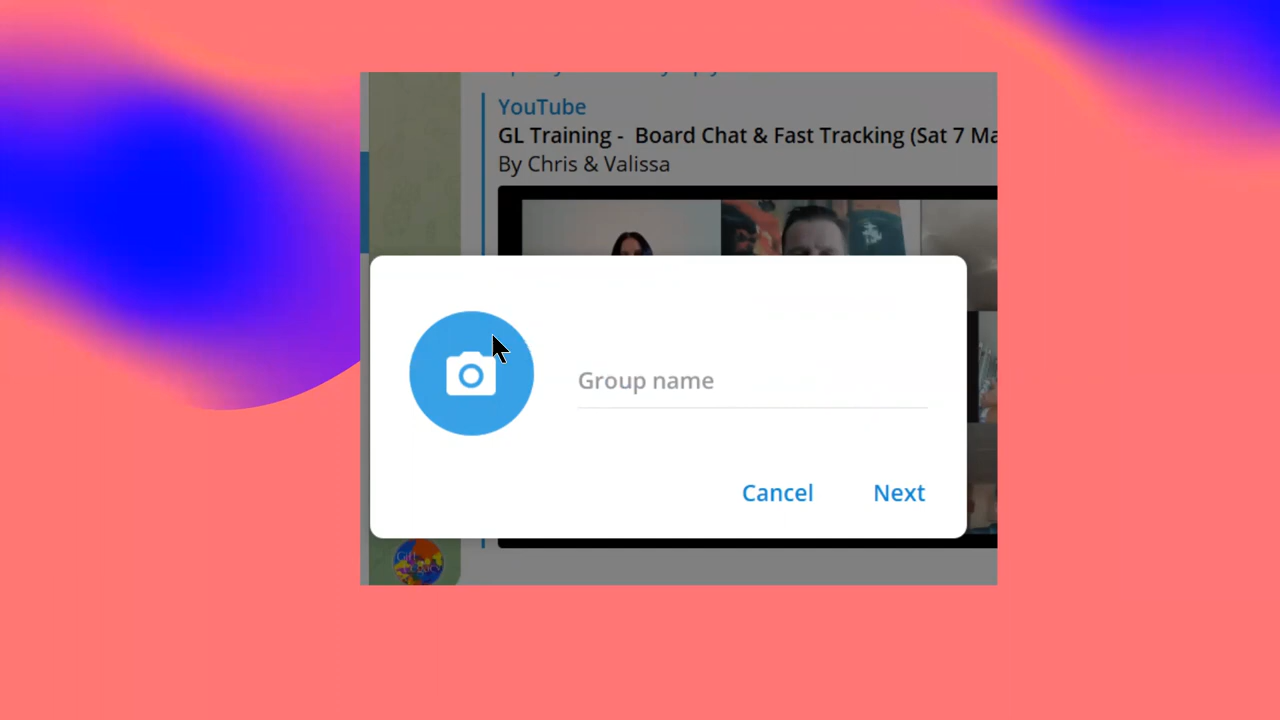 YouTube
GL Training - Board Chat & Fast Tracking (Sat 7 Ma
By Chris & Valissa
Group name
Cancel Next